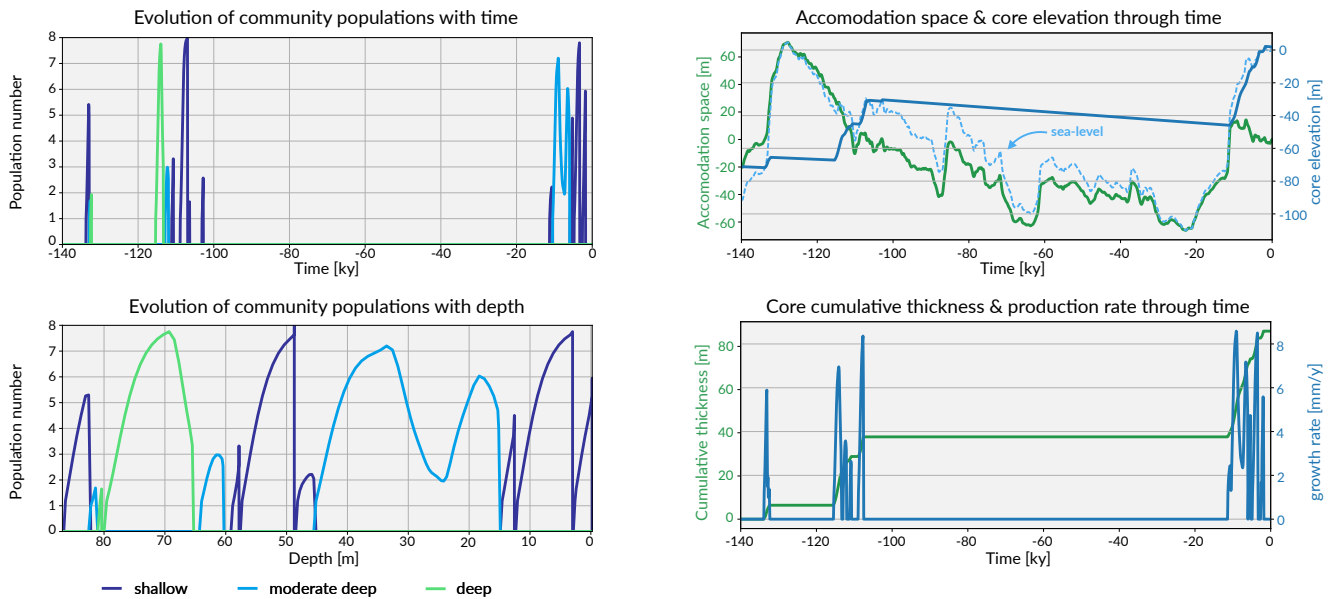 Evolution of community populations with time
Population number
8
7
6
5
4
3
2
1
0
-140 -120 -100 -80 -60 -40 -20 0
Time [ky]
Accomodation space & core elevation through time
Accomodation space [m]
60
40
20
0
-20
-40
-60
sea-level
0
-20
-40
-60
-80
-100
core elevation [m]
-140 -120 -100 -80 -60 -40 -20 0
Time [ky]
Evolution of community populations with depth
Population number
8
7
6
5
4
3
2
1
0
80 70 60 50 40 30 20 10 0
Depth [m]
shallow moderate deep deep
Core cumulative thickness & production rate through time
Cumulative thickness [m]
80
60
40
20
0
8
6
4
2
0
growth rate [mm/y]
-140 -120 -100 -80 -60 -40 -20 0
Time [ky]